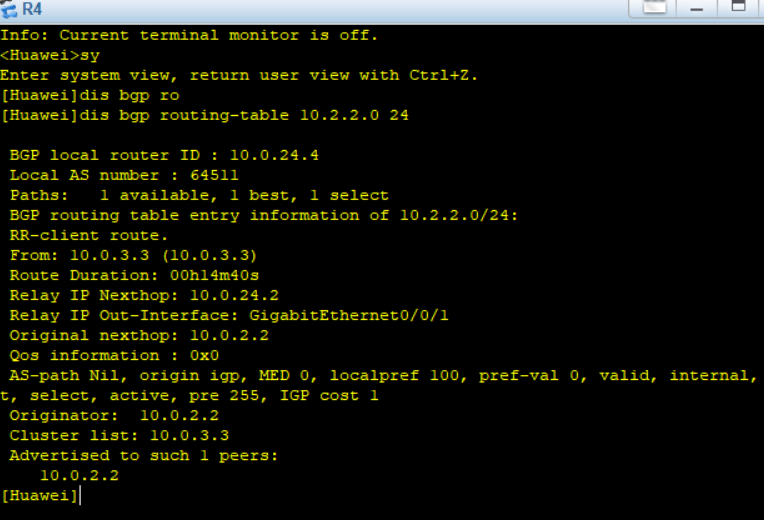 R4
Info: Current terminal monitor is off.
<Huawei>sy
Enter system view, return user view with Ctrl+Z.
[Huawei]dis bgp ro
[Huawei]dis bgp routing-table 10.2.2.0 24
BGP local router ID : 10.0.24.4
Local AS number : 64511
Paths:   1 available, 1 best, 1 select
BGP routing table entry information of 10.2.2.0/24:
RR-client route.
From: 10.0.3.3 (10.0.3.3)
Route Duration: 00h14m40s
Relay IP Nexthop: 10.0.24.2
Relay IP Out-Interface: GigabitEthernet0/0/1
Original nexthop: 10.0.2.2
Qos information : 0x0
AS-path Nil, origin igp, MED 0, localpref 100, pref-val 0, valid, internal,
t, select, active, pre 255, IGP cost 1
Originator:  10.0.2.2
Cluster list: 10.0.3.3
Advertised to such 1 peers:
10.0.2.2
[Huawei]